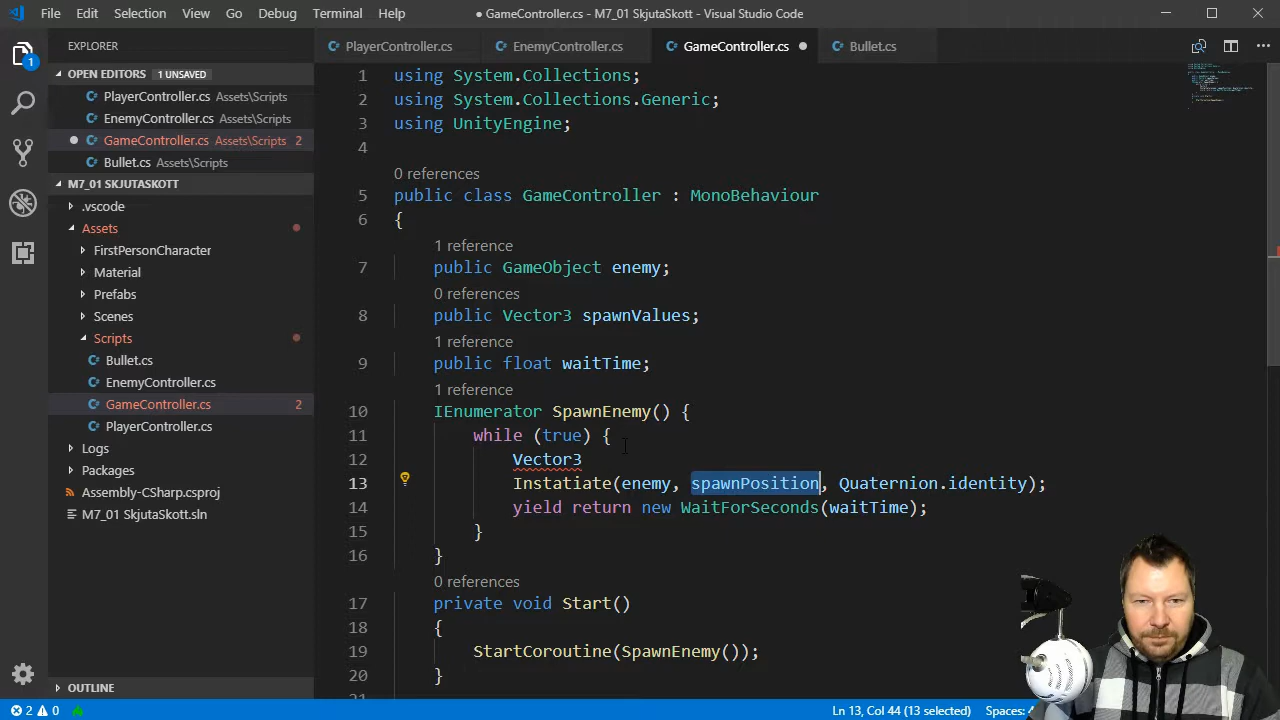 File Edit Selection View Go Debug Terminal Help
● GameController.cs - M7_01 SkjutaSkott - Visual Studio Code
EXPLORER
PlayerController.cs EnemyController.cs GameController.cs Bullet.cs
OPEN EDITORS 1 UNSAVED
PlayerController.cs Assets\Scripts
EnemyController.cs Assets\Scripts
GameController.cs Assets\Scripts 2
Bullet.cs Assets\Scripts
M7_01 SKJUTASKOTT
.vscode
Assets
FirstPersonCharacter
Material
Prefabs
Scenes
Scripts
Bullet.cs
EnemyController.cs
GameController.cs 2
PlayerController.cs
Logs
Packages
Assembly-CSharp.csproj
M7_01 SkjutaSkott.sln
OUTLINE
1
1 using System.Collections;
2 using System.Collections.Generic;
3 using UnityEngine;
4
0 references
5 public class GameController : MonoBehaviour
6 {
1 reference
7 public GameObject enemy;
0 references
8 public Vector3 spawnValues;
1 reference
9 public float waitTime;
1 reference
10 IEnumerator SpawnEnemy() {
11 while (true) {
12 Vector3
13 Instatiate(enemy, spawnPosition, Quaternion.identity);
14 yield return new WaitForSeconds(waitTime);
15 }
16 }
0 references
17 private void Start()
18 {
19 StartCoroutine(SpawnEnemy());
20 }
2 0 Ln 13, Col 44 (13 selected) Spaces: